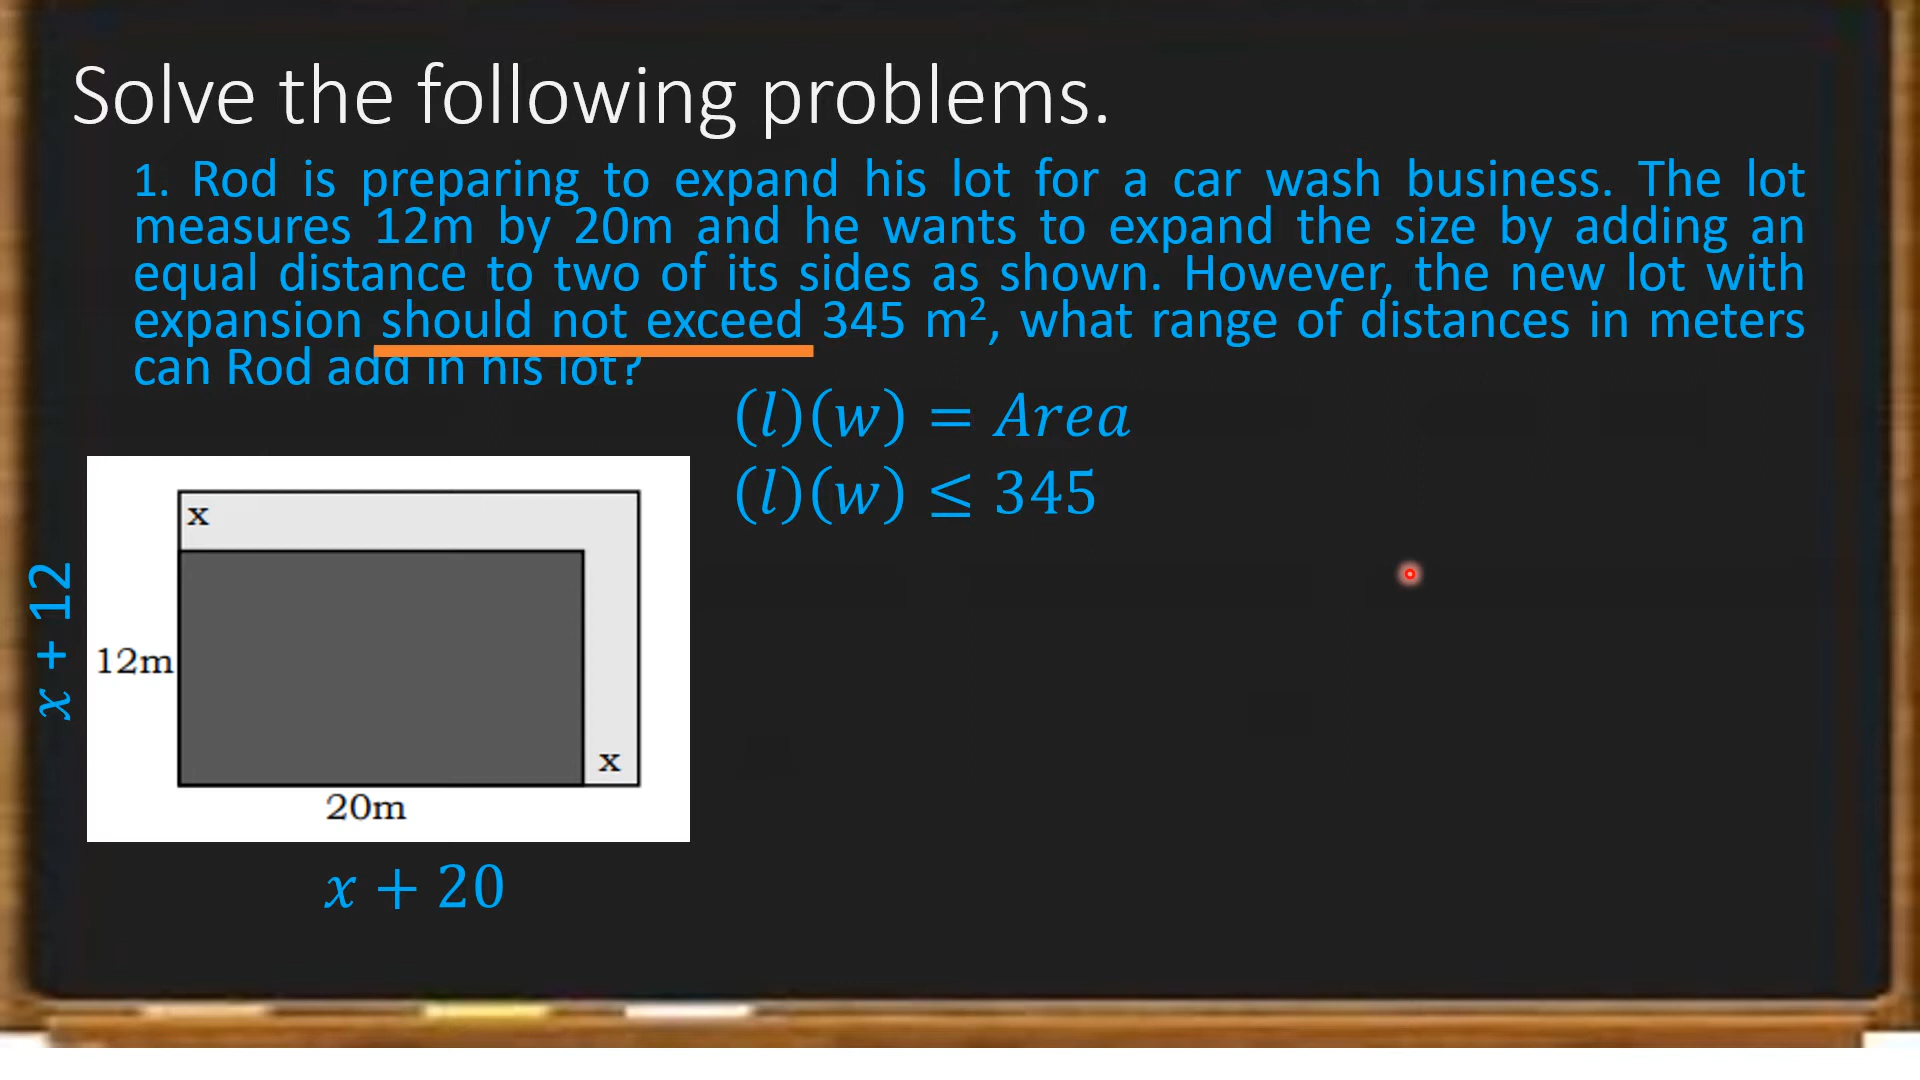 Solve the following problems.
1. Rod is preparing to expand his lot for a car wash business. The lot
measures 12m by 20m and he wants to expand the size by adding an
equal distance to two of its sides as shown. However, the new lot with
expansion should not exceed 345 m², what range of distances in meters
can Rod add in his lot?
(l)(w) = Area
(l)(w) ≤ 345
x
x + 12
12m
x
20m
x + 20